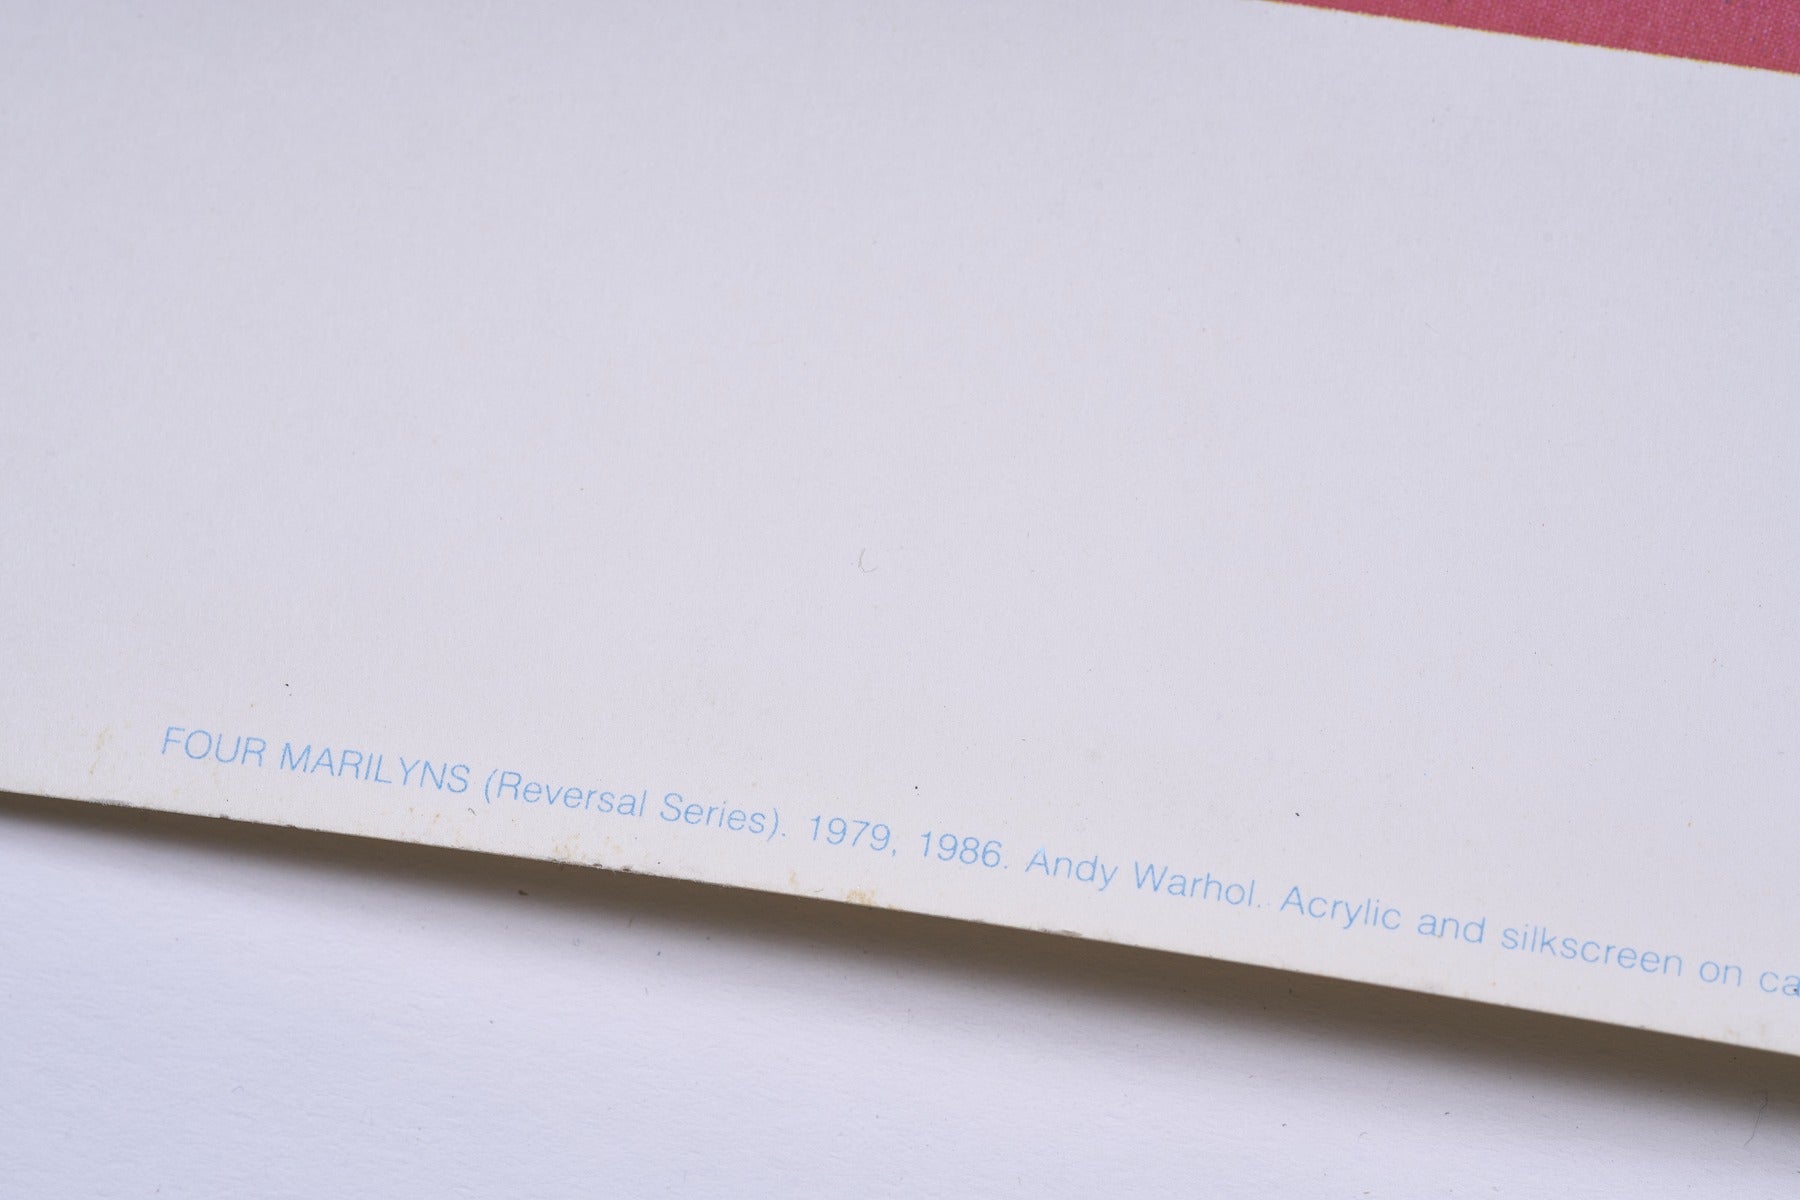 FOUR MARILYNS (Reversal Series). 1979, 1986. Andy Warhol. Acrylic and silkscreen on